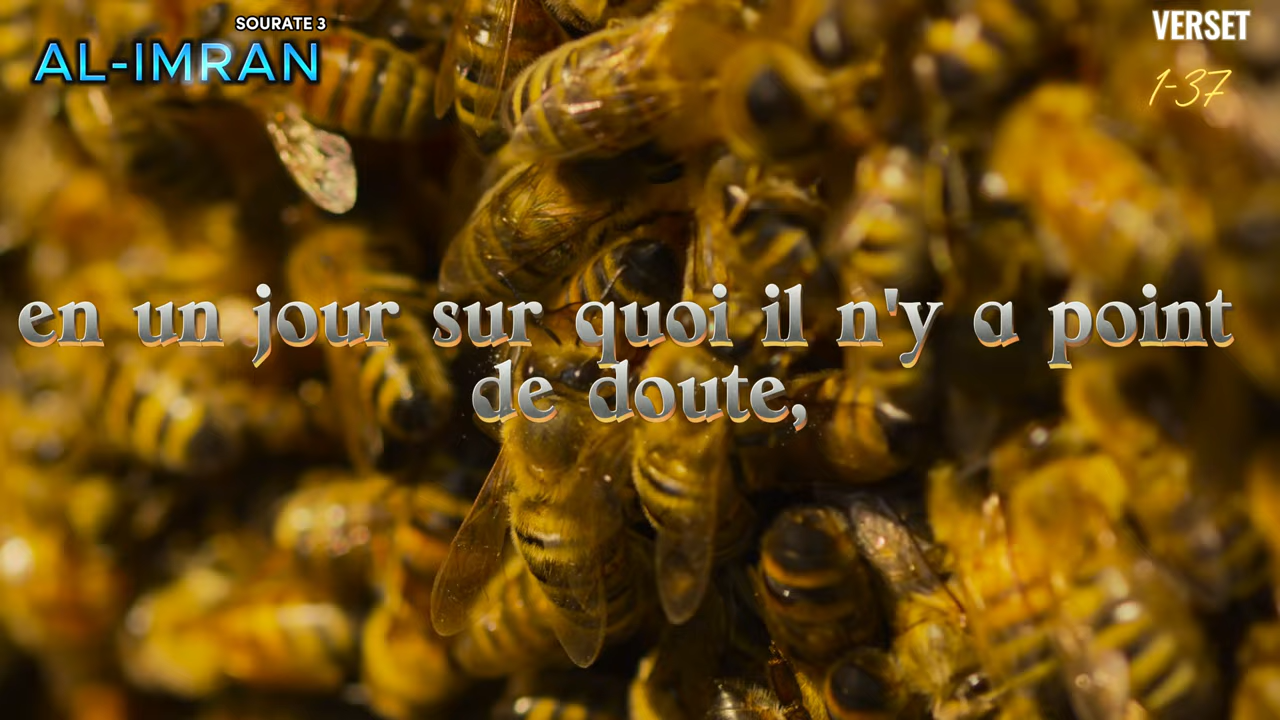 SOURATE 3
AL-IMRAN
VERSET
1-37
en un jour sur quoi il n'y a point
de doute,